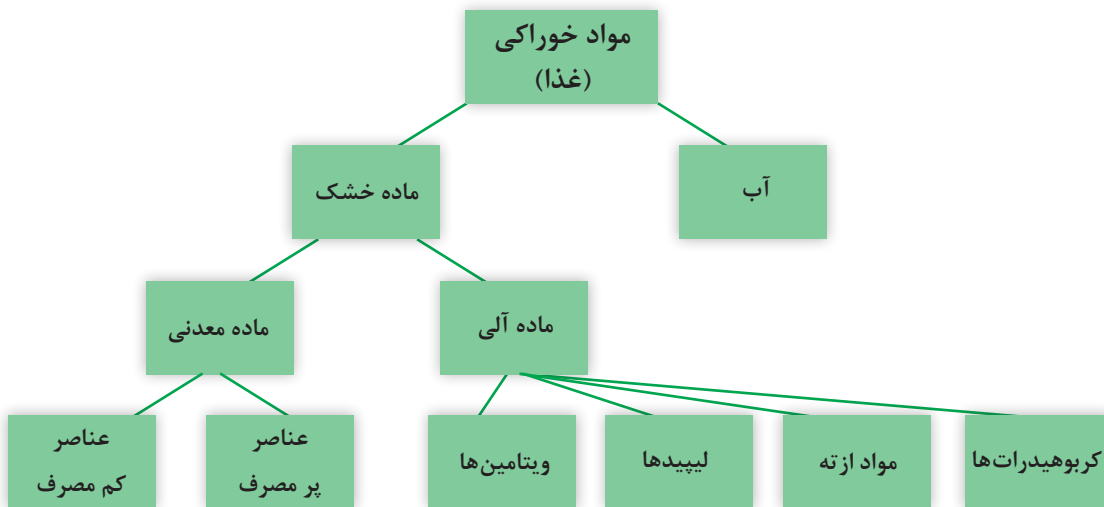 مواد خوراکی
(غذا)
آب
ماده خشک
ماده آلی
ماده معدنی
کربوهیدرات‌ها
مواد ازته
لیپیدها
ویتامین‌ها
عناصر
پر مصرف
عناصر
کم مصرف